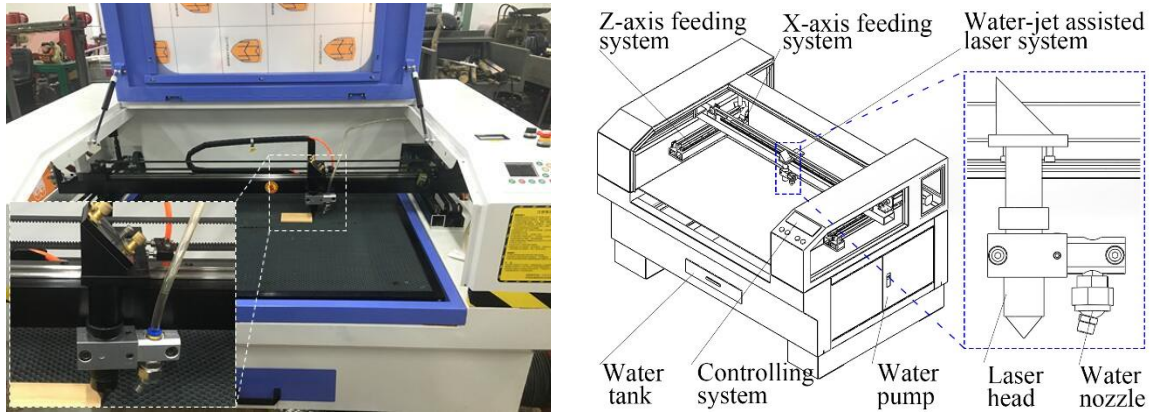 Z-axis feeding
system
X-axis feeding
system
Water-jet assisted
laser system
Water
tank
Controlling
system
Water
pump
Laser
head
Water
nozzle